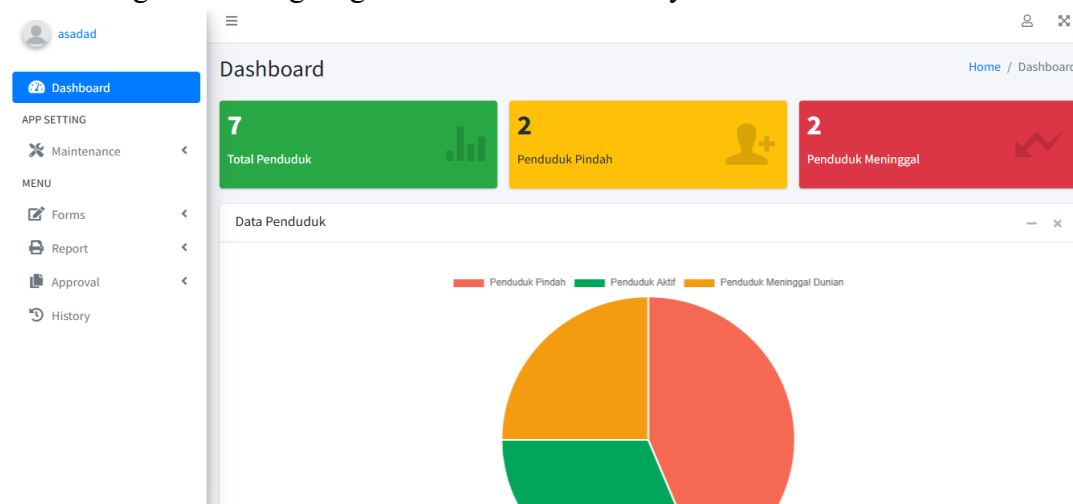 asadad
Dashboard
APP SETTING
Maintenance
MENU
Forms
Report
Approval
History
Dashboard
Home / Dashboard
7
Total Penduduk
2
Penduduk Pindah
2
Penduduk Meninggal
Data Penduduk
Penduduk Pindah Penduduk Aktif Penduduk Meninggal Dunian